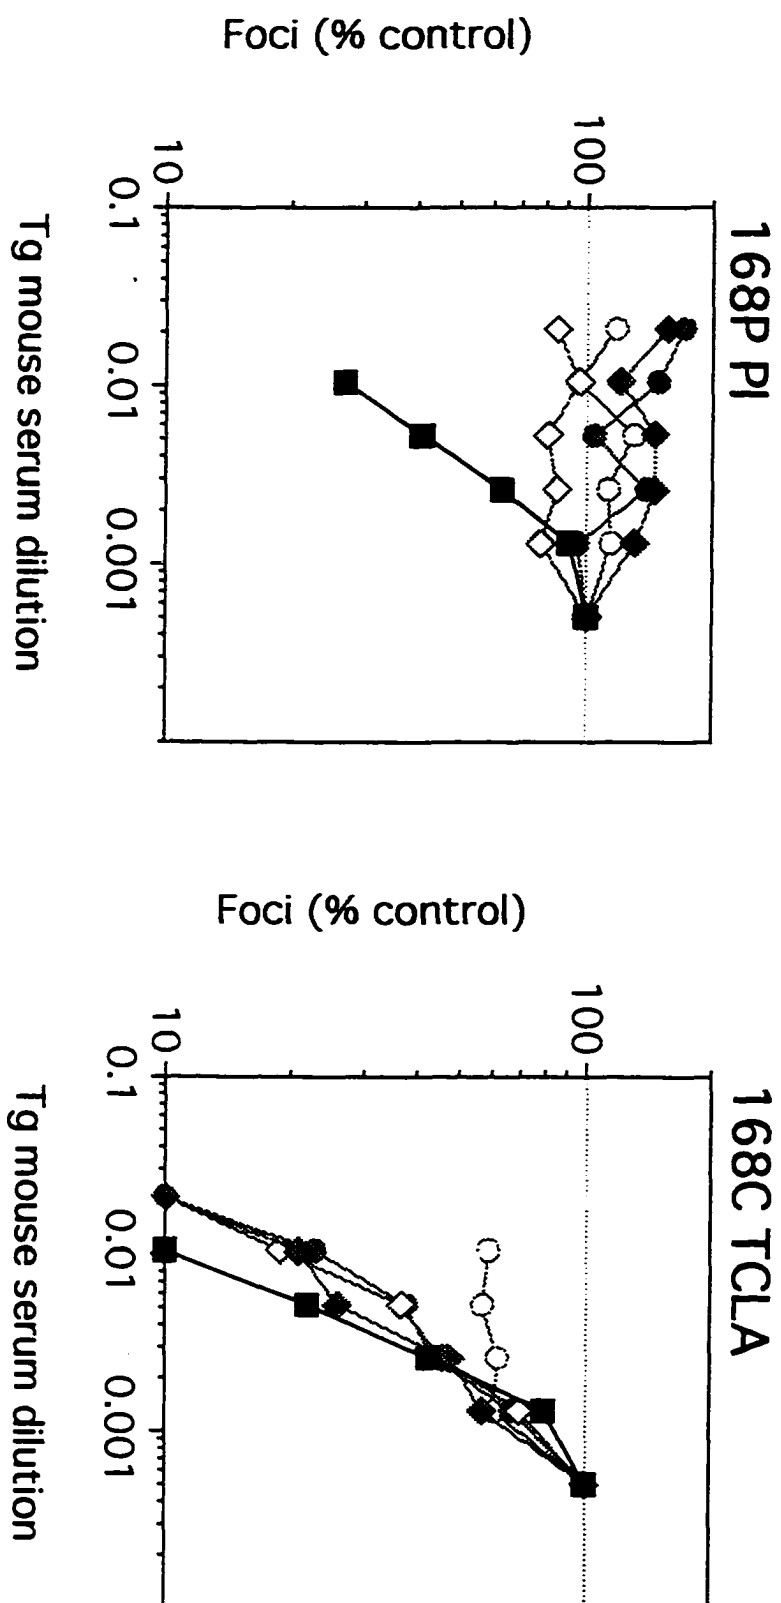 168P PI
Foci (% control)
100
10
0.1
0.01
0.001
Tg mouse serum dilution
168C TCLA
Foci (% control)
100
10
0.1
0.01
0.001
Tg mouse serum dilution